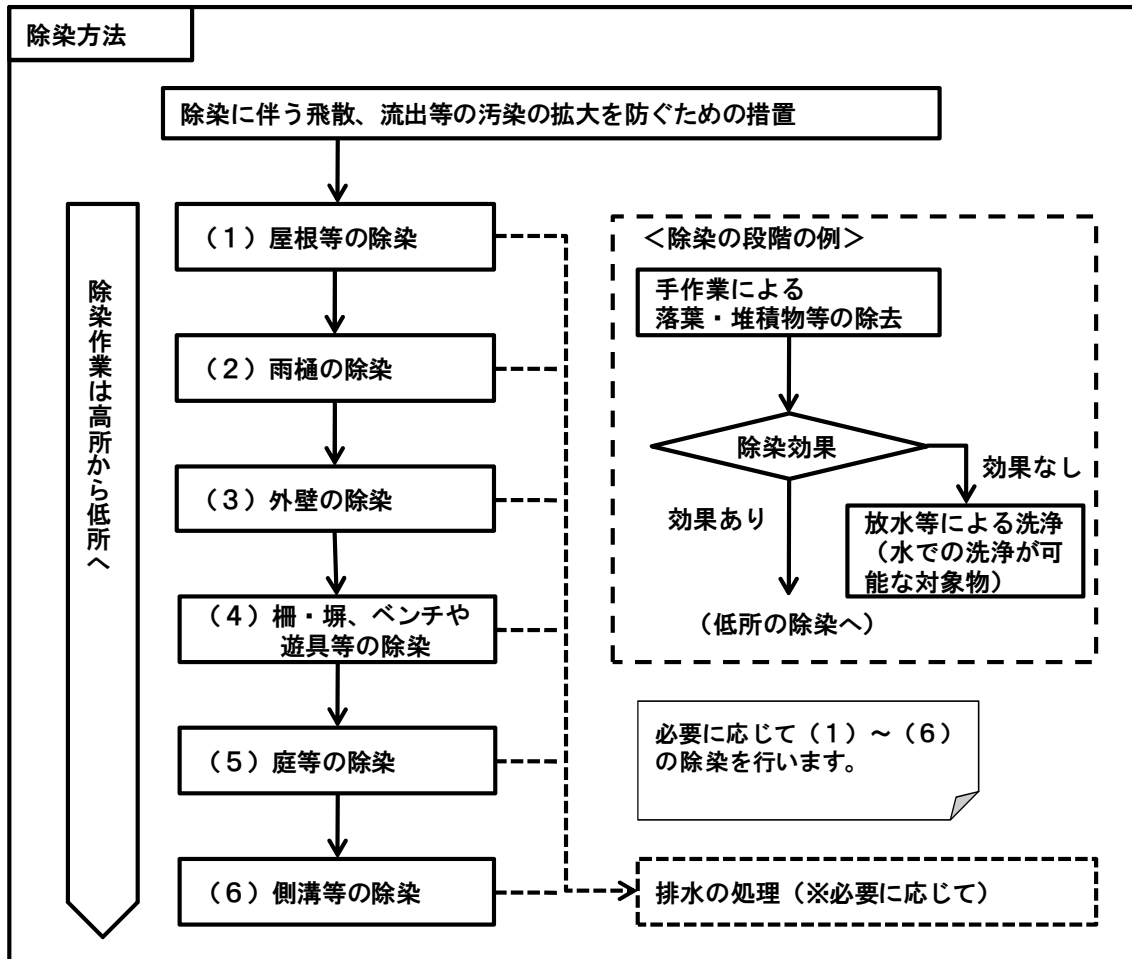 除染方法
除染に伴う飛散、流出等の汚染の拡大を防ぐための措置
除染作業は高所から低所へ
（１）屋根等の除染
（２）雨樋の除染
（３）外壁の除染
（４）柵・塀、ベンチや
遊具等の除染
（５）庭等の除染
（６）側溝等の除染
＜除染の段階の例＞
手作業による
落葉・堆積物等の除去
除染効果
効果なし
効果あり
放水等による洗浄
（水での洗浄が可
能な対象物）
（低所の除染へ）
必要に応じて（１）～（６）
の除染を行います。
排水の処理（※必要に応じて）